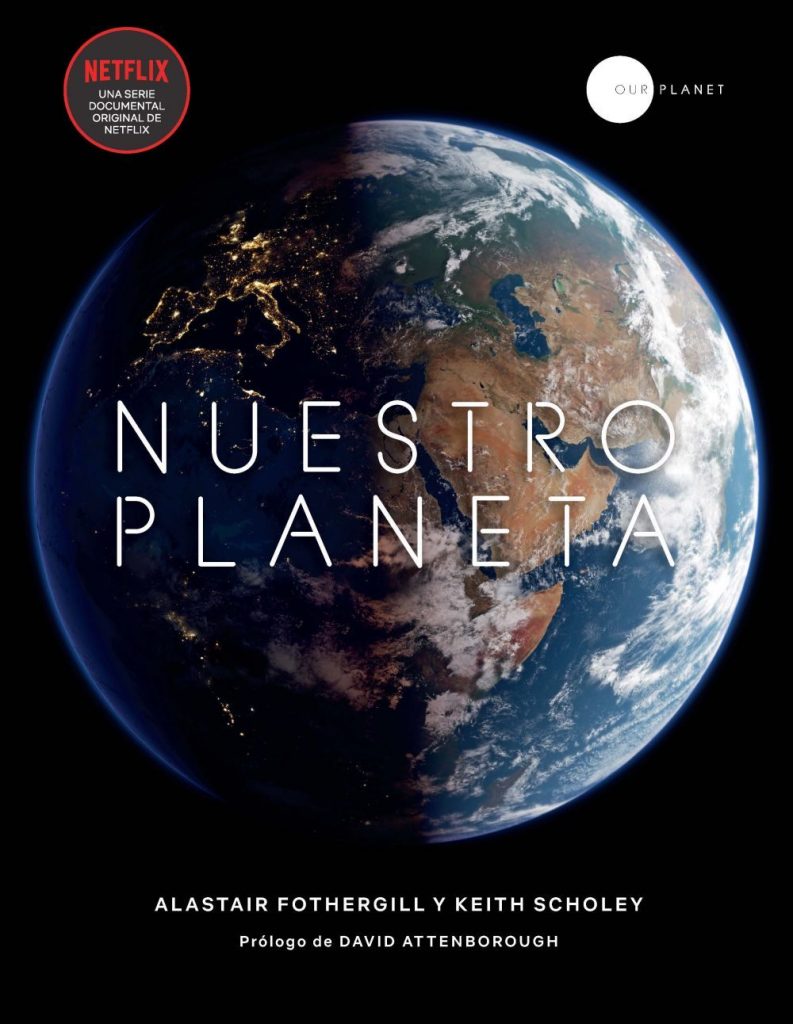 NETFLIX
UNA SERIE
DOCUMENTAL
ORIGINAL DE
NETFLIX
OUR PLANET
NUESTRO
PLANETA
ALASTAIR FOTHERGILL Y KEITH SCHOLEY
Prólogo de DAVID ATTENBOROUGH